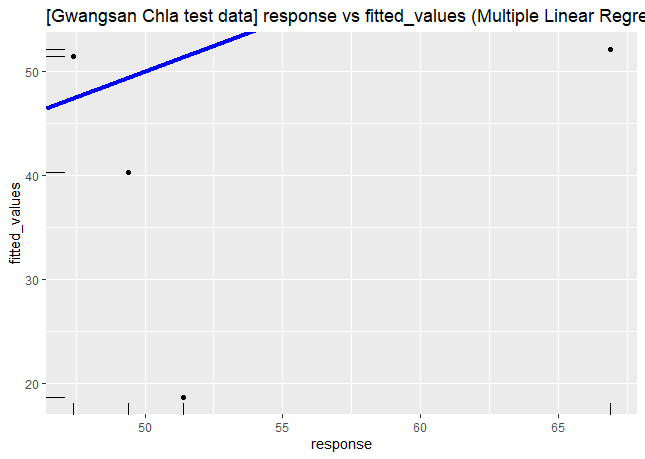 [Gwangsan Chla test data] response vs fitted_values (Multiple Linear Regre
50
40
30
20
fitted_values
50 55 60 65
response